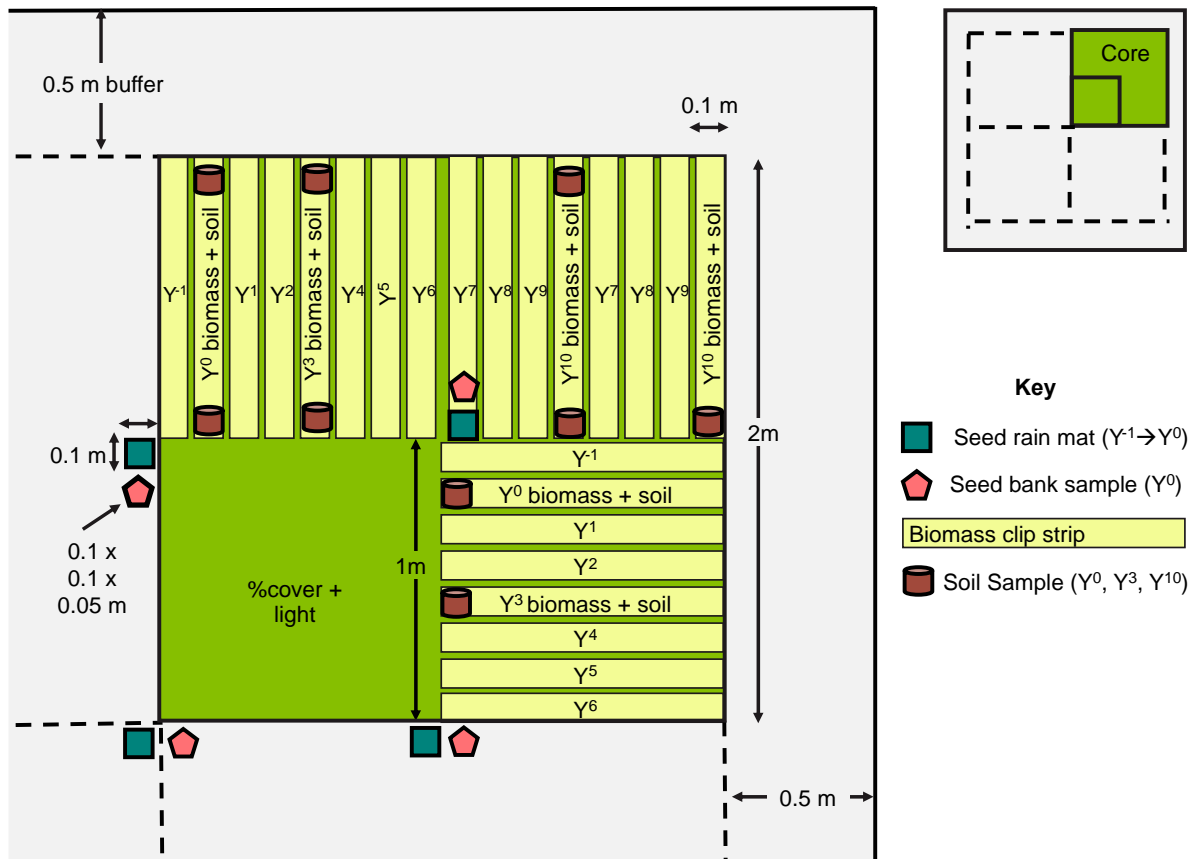 0.5 m buffer
0.1 m
Core
Y⁻¹
Y⁰ biomass + soil
Y¹
Y²
Y³ biomass + soil
Y⁴
Y⁵
Y⁶
Y⁷
Y⁸
Y⁹
Y¹⁰ biomass + soil
Y⁷
Y⁸
Y⁹
Y¹⁰ biomass + soil
2m
0.1 m
0.1 x
0.1 x
0.05 m
%cover +
light
1m
Y⁻¹
Y⁰ biomass + soil
Y¹
Y²
Y³ biomass + soil
Y⁴
Y⁵
Y⁶
0.5 m
Key
Seed rain mat (Y⁻¹→Y⁰)
Seed bank sample (Y⁰)
Biomass clip strip
Soil Sample (Y⁰, Y³, Y¹⁰)